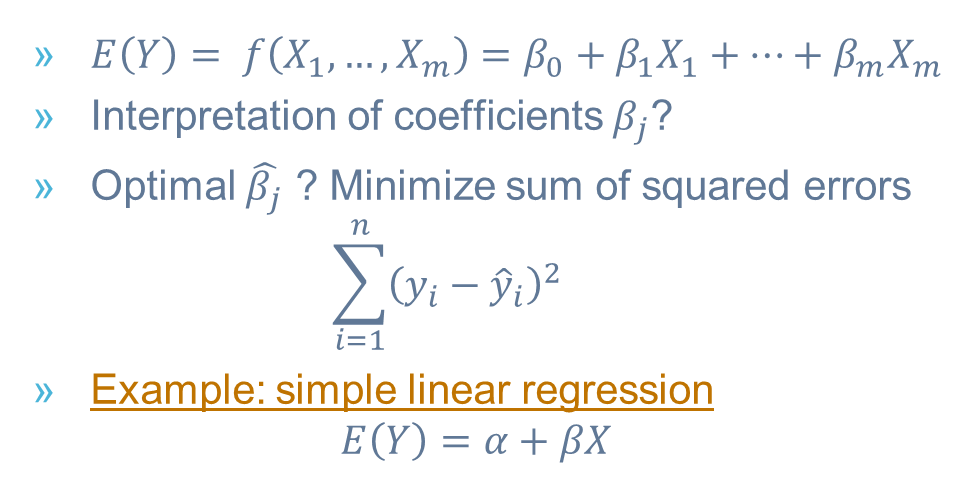 » E(Y) = f(X₁, …, Xₘ) = β₀ + β₁X₁ + ⋯ + βₘXₘ
» Interpretation of coefficients βⱼ?
» Optimal β̂ⱼ ? Minimize sum of squared errors
∑ᵢ₌₁ⁿ (yᵢ − ŷᵢ)²
» Example: simple linear regression
E(Y) = α + βX